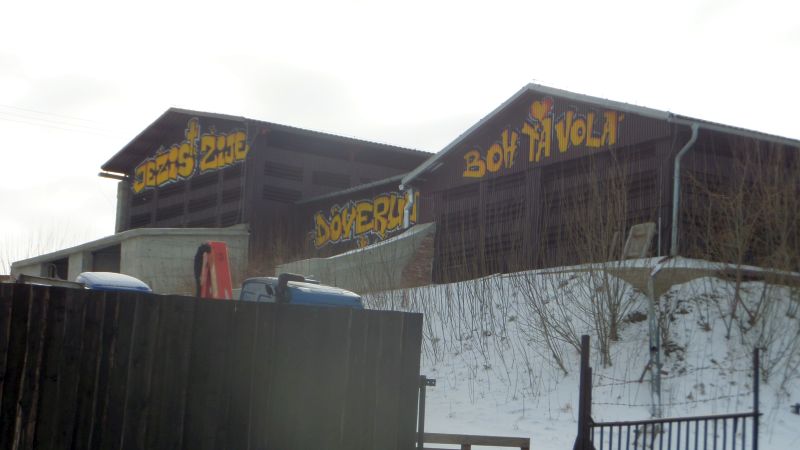 JEŽIŠ ŽIJE
DÔVERUJ
BOH ŤA VOLÁ